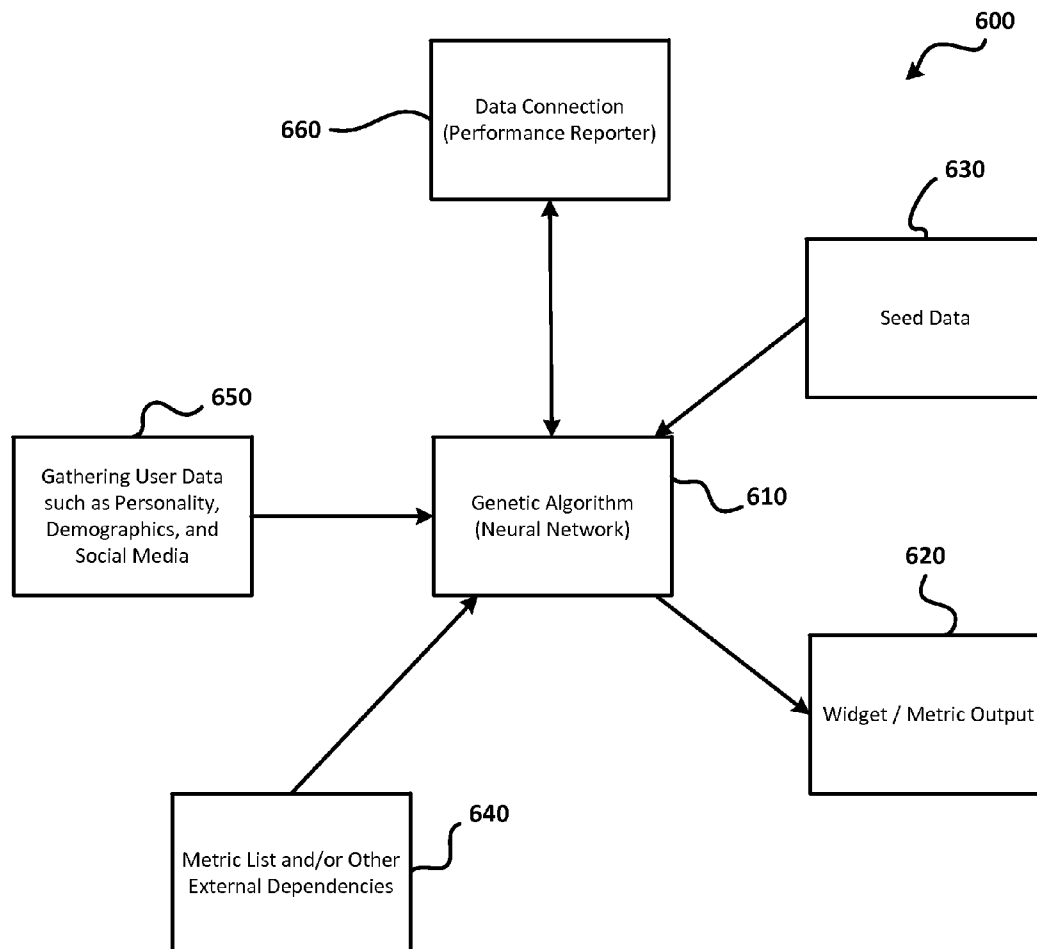 600
660
Data Connection
(Performance Reporter)
630
Seed Data
650
Gathering User Data
such as Personality,
Demographics, and
Social Media
Genetic Algorithm
(Neural Network)
610
620
Widget / Metric Output
640
Metric List and/or Other
External Dependencies